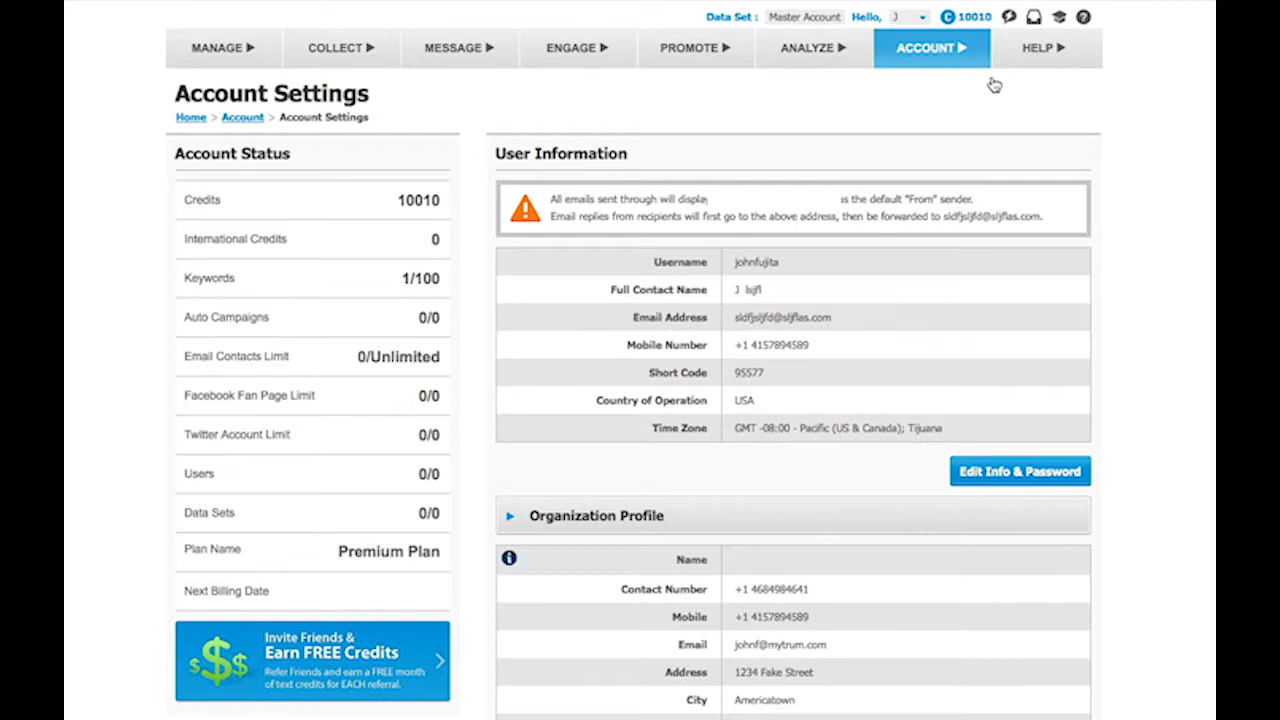 Data Set : Master Account Hello, J 10010
MANAGE COLLECT MESSAGE ENGAGE PROMOTE ANALYZE ACCOUNT HELP
Account Settings
Home > Account > Account Settings
Account Status
Credits 10010
International Credits 0
Keywords 1/100
Auto Campaigns 0/0
Email Contacts Limit 0/Unlimited
Facebook Fan Page Limit 0/0
Twitter Account Limit 0/0
Users 0/0
Data Sets 0/0
Plan Name Premium Plan
Next Billing Date
Invite Friends &
Earn FREE Credits
Refer Friends and earn a FREE month
of text credits for EACH referral.
User Information
All emails sent through will display is the default "From" sender.
Email replies from recipients will first go to the above address, then be forwarded to sldfjsljfd@sljflas.com.
Username johnfujita
Full Contact Name J lsjfl
Email Address sldfjsljfd@sljflas.com
Mobile Number +1 4157894589
Short Code 95577
Country of Operation USA
Time Zone GMT -08:00 - Pacific (US & Canada); Tijuana
Edit Info & Password
Organization Profile
Name
Contact Number +1 4684984641
Mobile +1 4157894589
Email johnf@mytrum.com
Address 1234 Fake Street
City Americatown